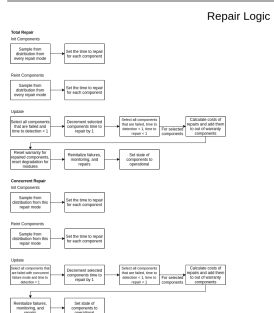 Repair Logic
Total Repair
Init Components
Sample from
distribution from
every repair mode
Set the time to repair
for each component
Reinit Components
Sample from
distribution from
every repair mode
Set the time to repair
for each component
Update
Select all components
that are failed and
time to detection < 1
Decrement selected
components time to
repair by 1
Select all components
that are failed, time to
detection < 1, time to
repair < 1
For selected
components
Calculate costs of
repairs and add them
to out of warranty
components
Reset warranty for
repaired components,
reset degradation for
modules
Reinitialize failures,
monitoring, and
repairs
Set state of
components to
operational
Concurrent Repair
Init Components
Sample from
distribution from this
repair mode
Set the time to repair
for each component
Reinit Components
Sample from
distribution from this
repair mode
Set the time to repair
for each component
Update
Select all components that
are failed with concurrent
failure mode and time to
detection < 1
Decrement selected
components time to
repair by 1
Select all components
that are failed, time to
detection < 1, time to
repair < 1
For selected
components
Calculate costs of
repairs and add them
to out of warranty
components
Reinitialize failures,
monitoring, and
repairs
Set state of
components to
operational